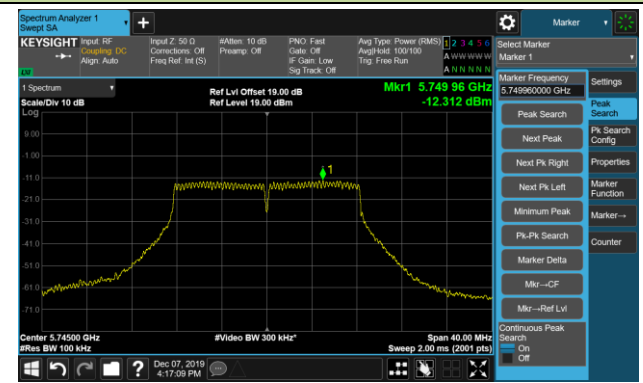 Spectrum Analyzer 1
Swept SA
+
Marker
KEYSIGHT
Input: RF
Coupling: DC
Align: Auto
Input Z: 50 Ω
Corrections: Off
Freq Ref: Int (S)
#Atten: 10 dB
Preamp: Off
PNO: Fast
Gate: Off
IF Gain: Low
Sig Track: Off
Avg Type: Power (RMS)
Avg|Hold: 100/100
Trig: Free Run
1 2 3 4 5 6
A W W W W W
A N N N N N
LXI
Select Marker
Marker 1
1 Spectrum
Scale/Div 10 dB
Log
Ref Lvl Offset 19.00 dB
Ref Level 19.00 dBm
Mkr1 5.749 96 GHz
-12.312 dBm
9.00
-1.00
-11.0
-21.0
-31.0
-41.0
-51.0
-61.0
-71.0
1
Center 5.74500 GHz
#Res BW 100 kHz
#Video BW 300 kHz*
Span 40.00 MHz
Sweep 2.00 ms (2001 pts)
Marker Frequency
5.749960000 GHz
Peak Search
Next Peak
Next Pk Right
Next Pk Left
Minimum Peak
Pk-Pk Search
Marker Delta
Mkr→CF
Mkr→Ref Lvl
Continuous Peak
Search
On
Off
Settings
Peak
Search
Pk Search
Config
Properties
Marker
Function
Marker→
Counter
?
Dec 07, 2019
4:17:09 PM